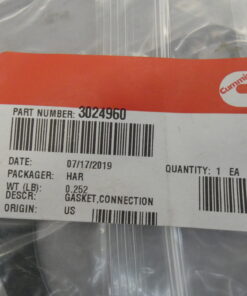 Cummins
PART NUMBER: 3024960
DATE: 07/17/2019
PACKAGER: HAR
QUANTITY: 1 EA
WT (LB): 0.252
DESCR: GASKET,CONNECTION
ORIGIN: US